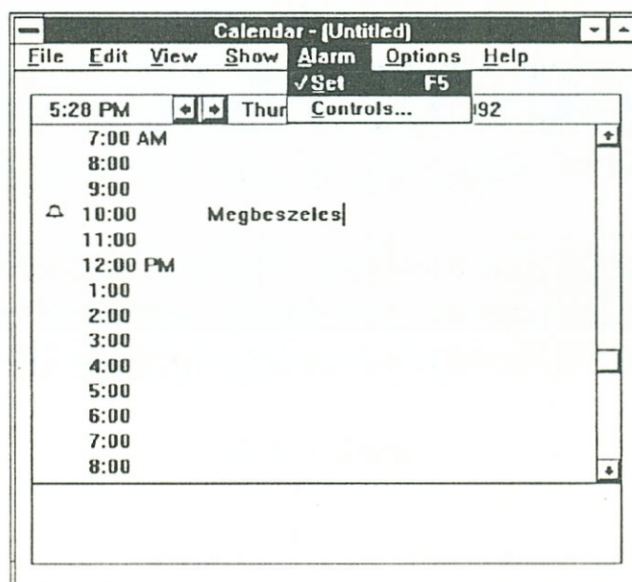 Calendar - (Untitled)
File Edit View Show Alarm Options Help
✓Set F5
Controls...
5:28 PM Thur 992
7:00 AM
8:00
9:00
10:00 Megbeszeles
11:00
12:00 PM
1:00
2:00
3:00
4:00
5:00
6:00
7:00
8:00